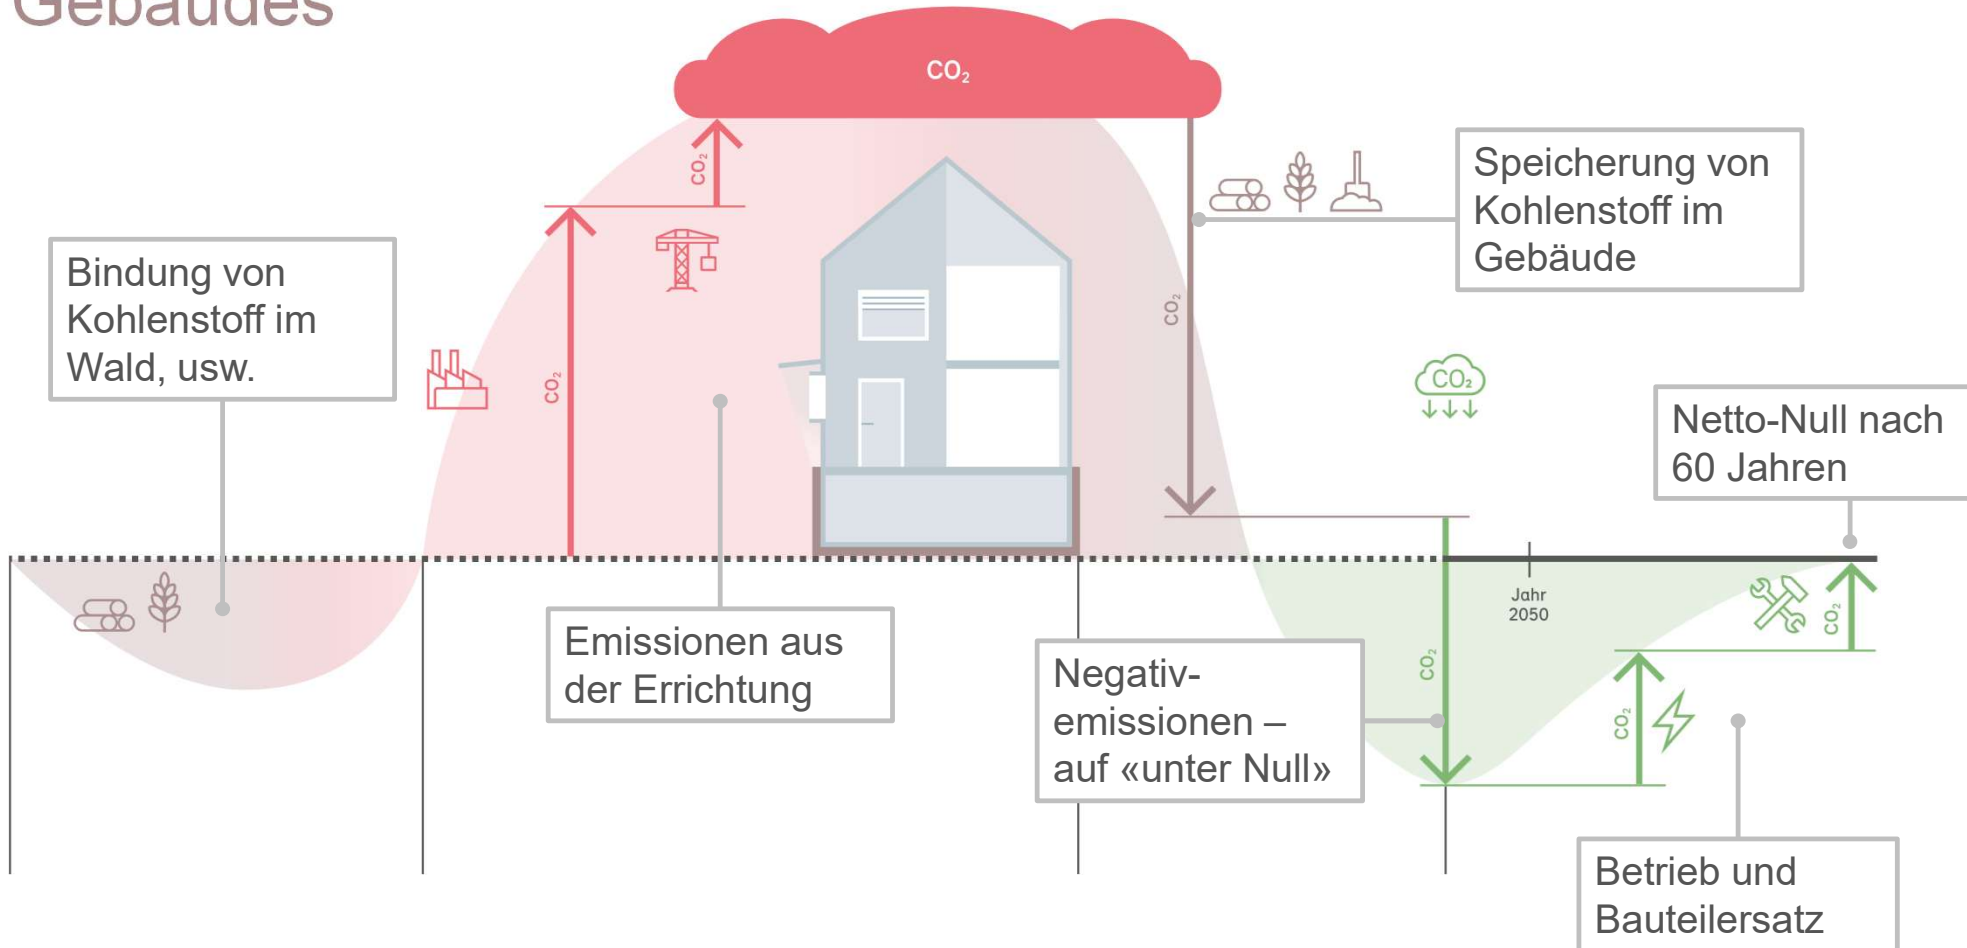 Gebäudes
CO₂
CO₂
Speicherung von
Kohlenstoff im
Gebäude
Bindung von
Kohlenstoff im
Wald, usw.
CO₂
CO₂
CO₂
Netto-Null nach
60 Jahren
Jahr
2050
Emissionen aus
der Errichtung
Negativ-
emissionen –
auf «unter Null»
CO₂
CO₂
CO₂
Betrieb und
Bauteilersatz